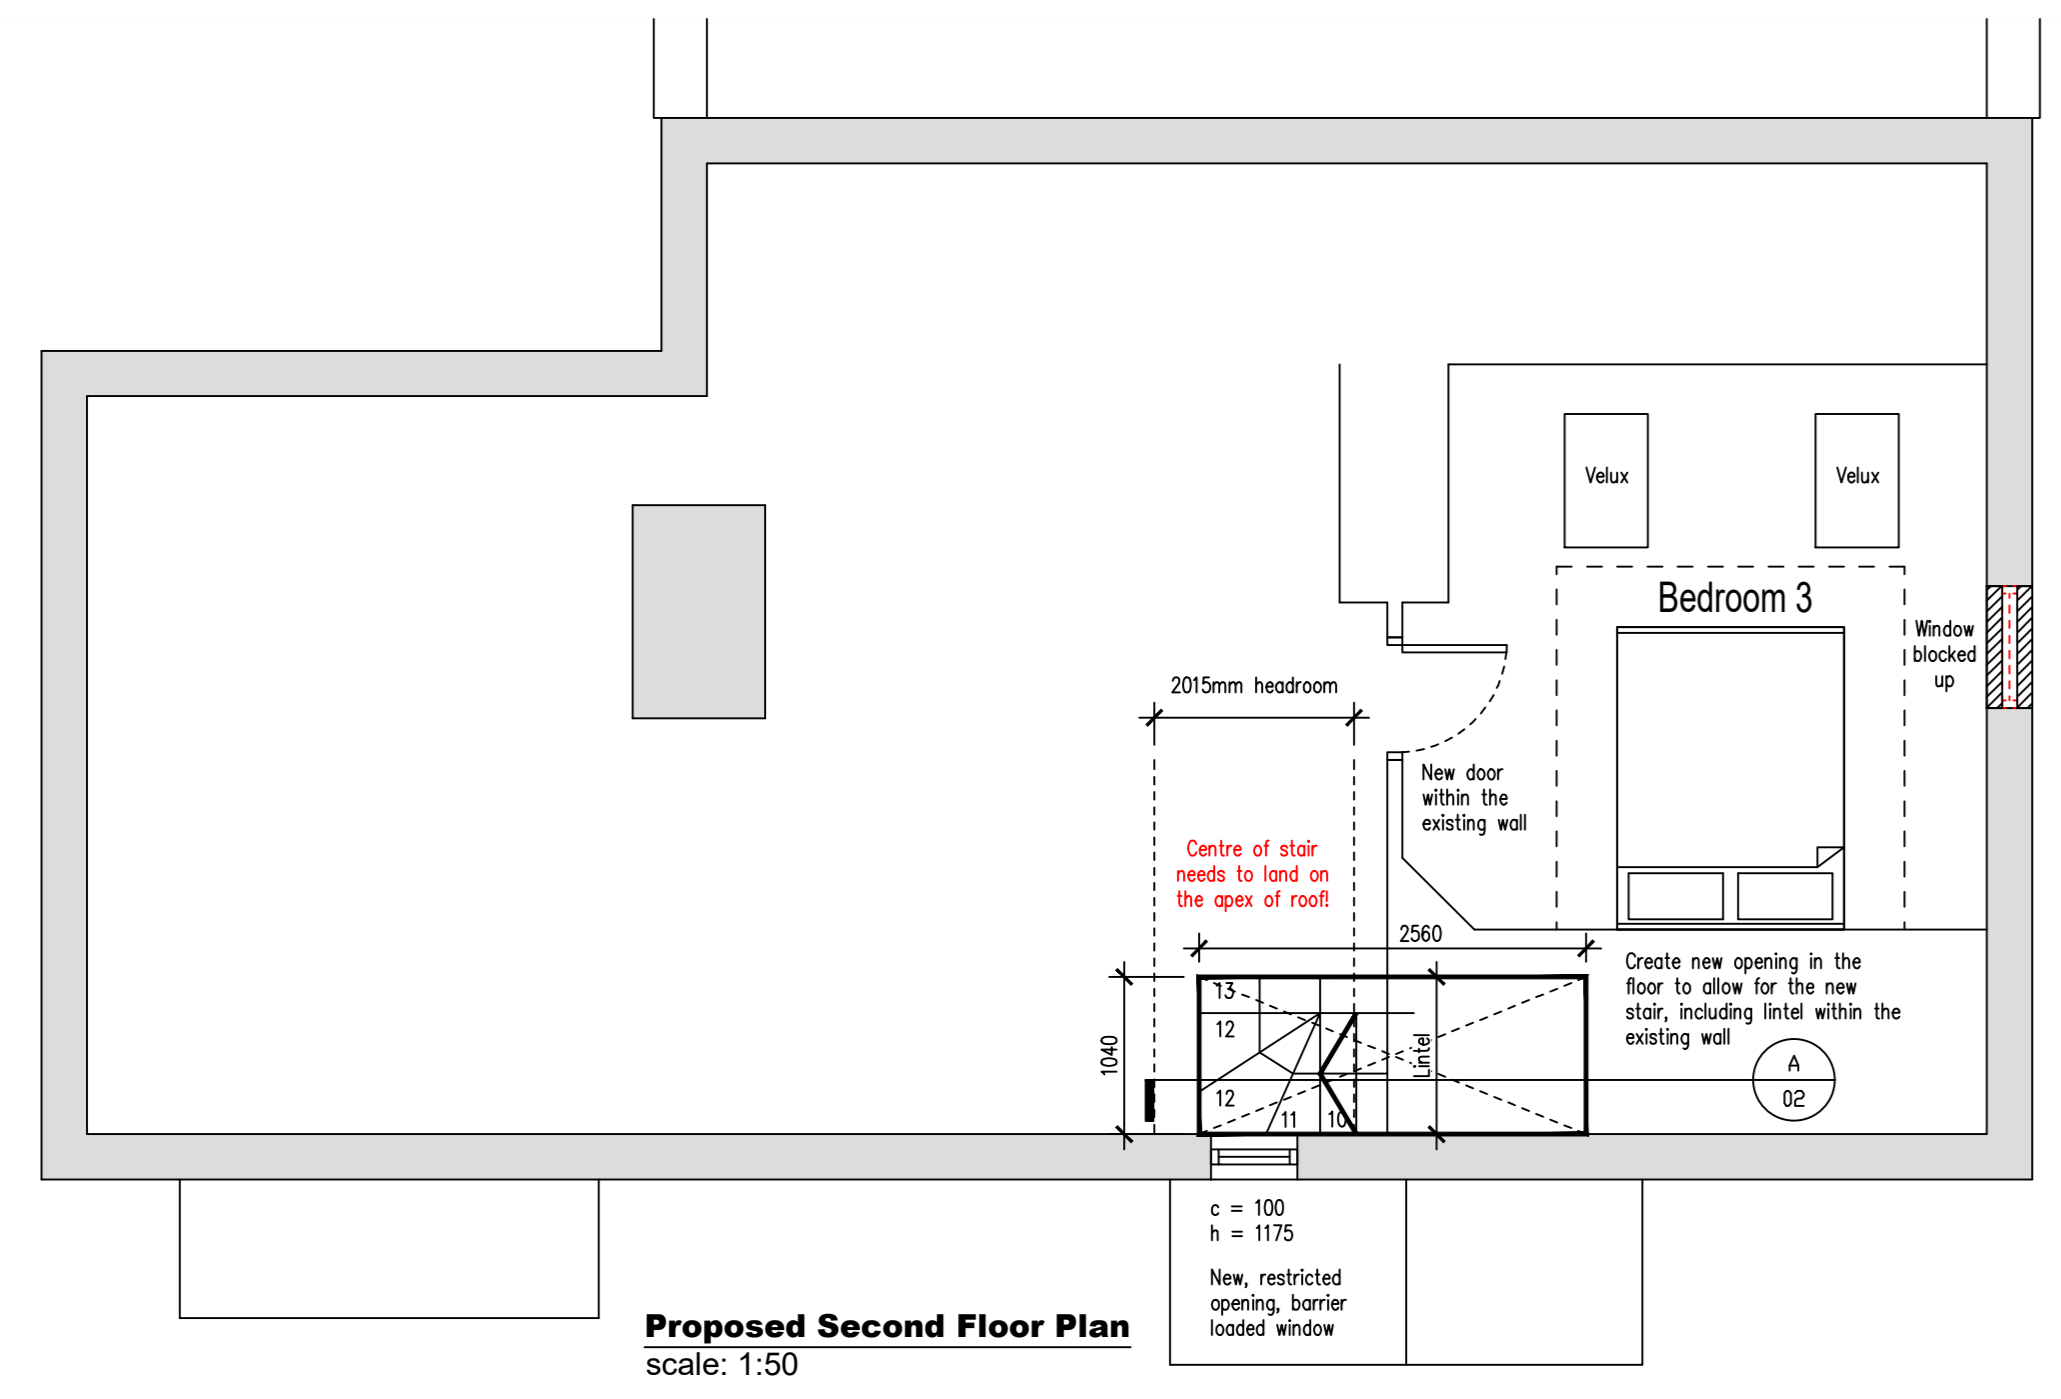 Velux
Velux
Bedroom 3
Window
blocked
up
2015mm headroom
New door
within the
existing wall
Centre of stair
needs to land on
the apex of roof!
2560
Create new opening in the
floor to allow for the new
stair, including lintel within the
existing wall
13
12
Lintel
1040
A
02
12
11
10
c = 100
h = 1175
New, restricted
opening, barrier
loaded window
Proposed Second Floor Plan
scale: 1:50